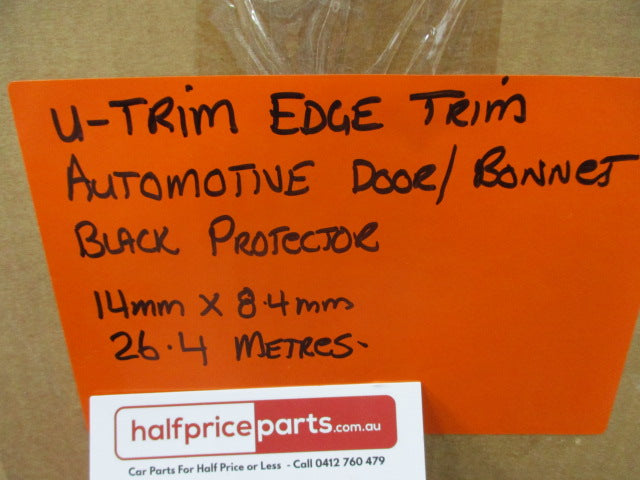 U-TRIM EDGE TRIM
AUTOMOTIVE DOOR/BONNET
BLACK PROTECTOR
14mm X 8.4mm
26.4 METRES.
halfpriceparts.com.au
Car Parts For Half Price or Less - Call 0412 760 479